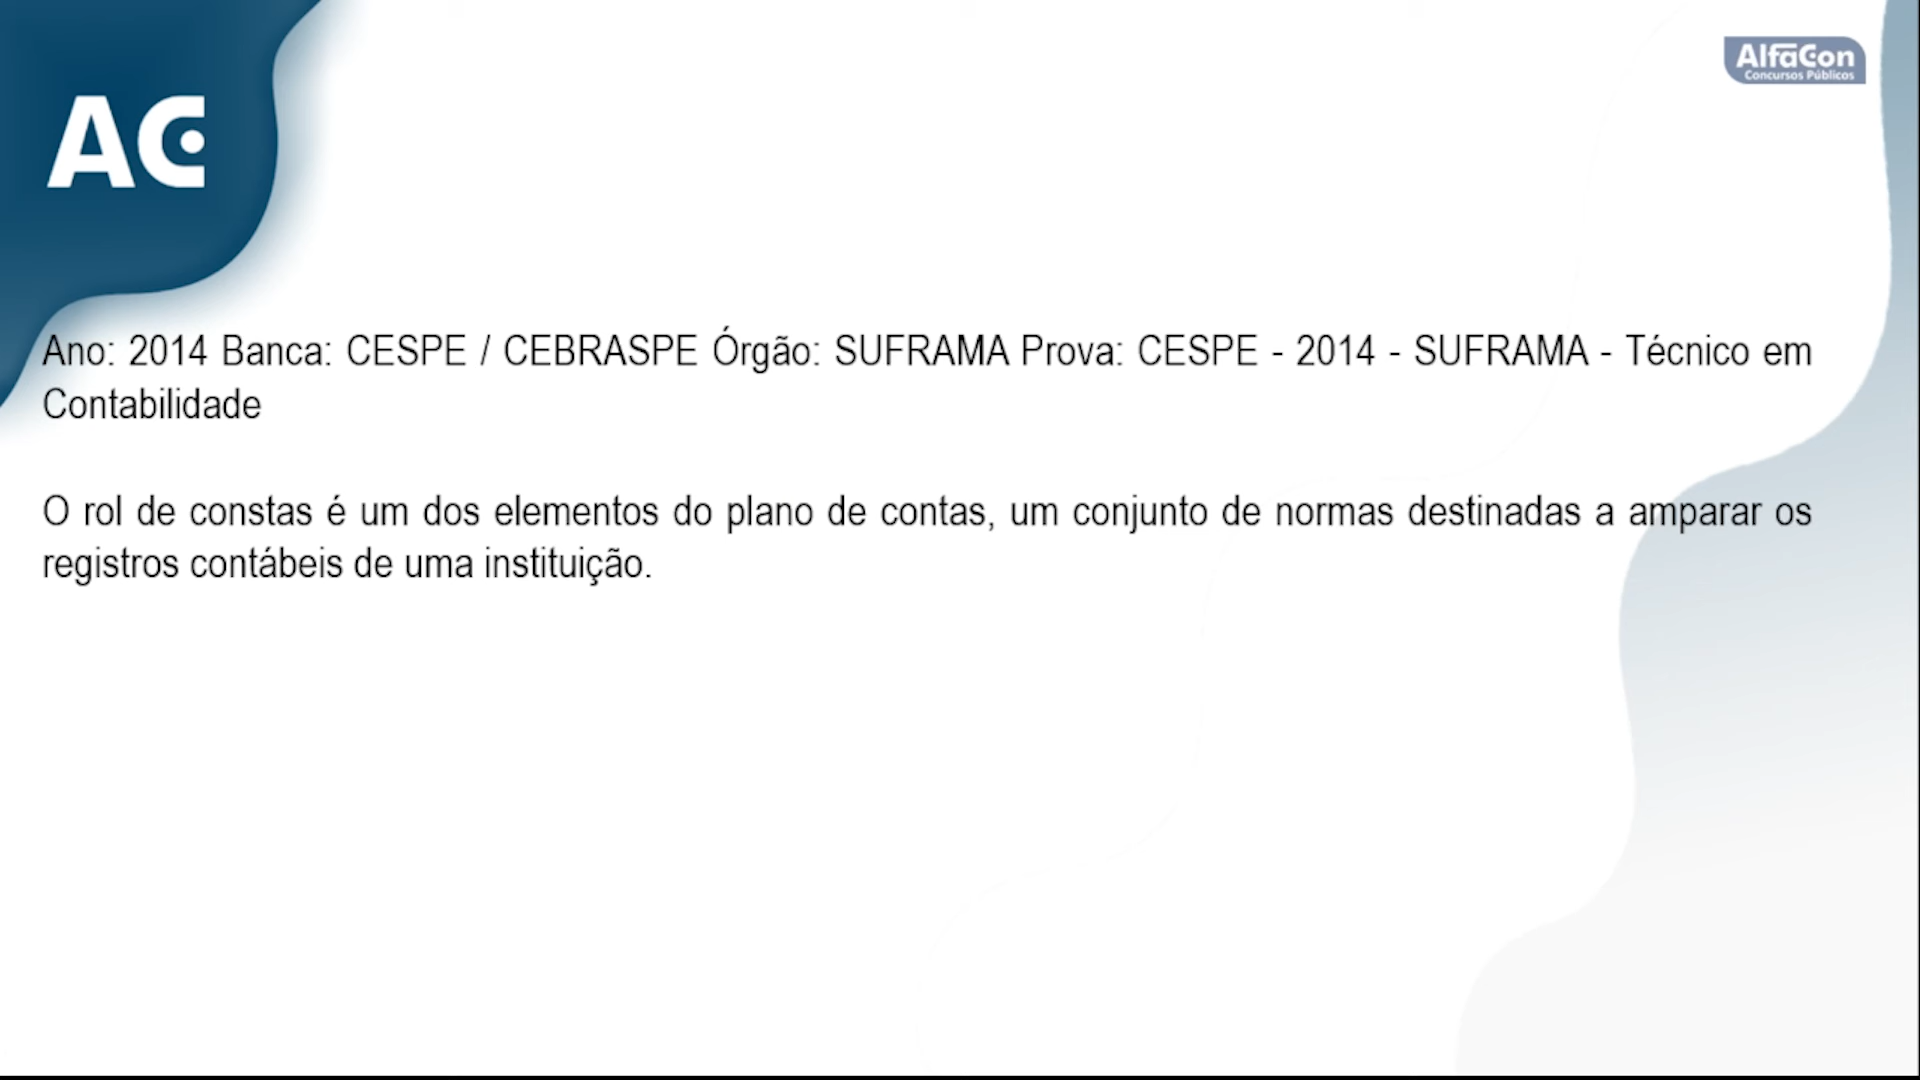 AC
AlfaCon
Concursos Públicos
Ano: 2014 Banca: CESPE / CEBRASPE Órgão: SUFRAMA Prova: CESPE - 2014 - SUFRAMA - Técnico em
Contabilidade
O rol de constas é um dos elementos do plano de contas, um conjunto de normas destinadas a amparar os
registros contábeis de uma instituição.